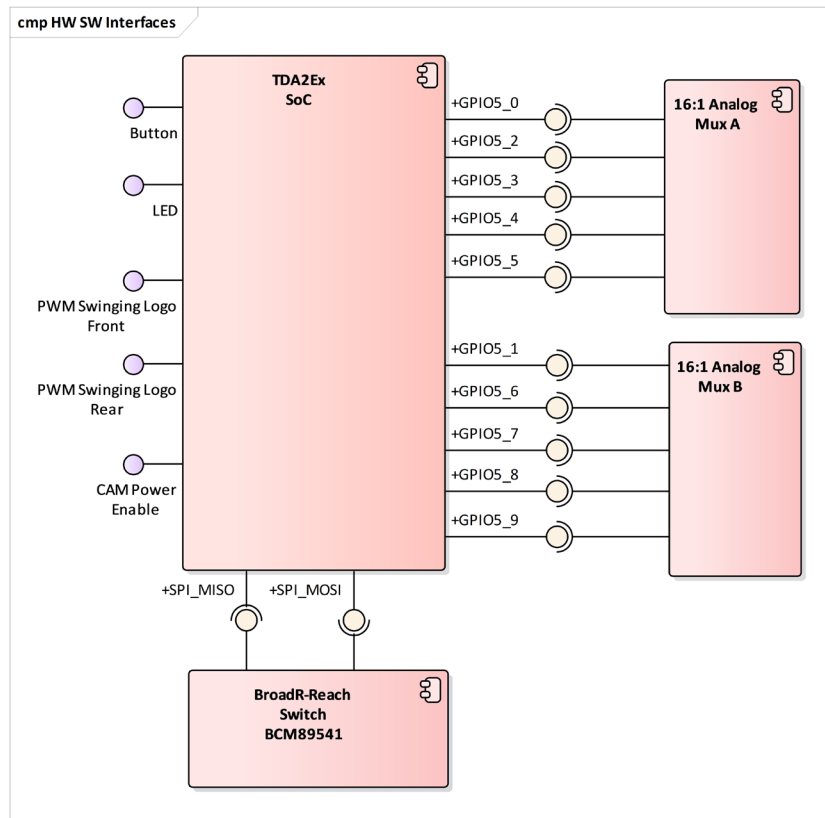 cmp HW SW Interfaces
TDA2Ex
SoC
Button
LED
PWM Swinging Logo
Front
PWM Swinging Logo
Rear
CAM Power
Enable
+GPIO5_0
+GPIO5_2
+GPIO5_3
+GPIO5_4
+GPIO5_5
16:1 Analog
Mux A
+GPIO5_1
+GPIO5_6
+GPIO5_7
+GPIO5_8
+GPIO5_9
16:1 Analog
Mux B
+SPI_MISO
+SPI_MOSI
BroadR-Reach
Switch
BCM89541